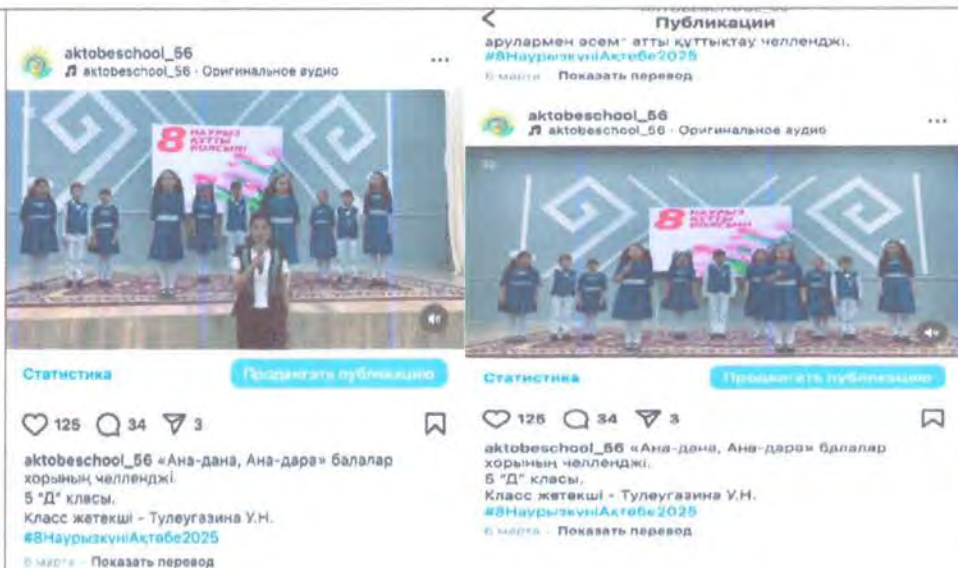 aktobeschool_56
aktobeschool_56 · Оригинальное аудио
8 НАУРЫЗ
ҚҰТТЫ
БОЛСЫН!
Статистика
Продвигать публикацию
125 34 3
aktobeschool_56 «Ана-дана, Ана-дара» балалар
хорының челленджі.
5 "Д" класы.
Класс жетекші - Тулеугазина У.Н.
#8НаурызкүніАқтөбе2025
6 марта · Показать перевод
Публикации
арулармен әсем" атты құттықтау челленджі.
#8НаурызкүніАқтөбе2025
6 марта · Показать перевод
aktobeschool_56
aktobeschool_56 · Оригинальное аудио
8 НАУРЫЗ
ҚҰТТЫ
БОЛСЫН!
Статистика
Продвигать публикацию
125 34 3
aktobeschool_56 «Ана-дана, Ана-дара» балалар
хорының челленджі.
5 "Д" класы.
Класс жетекші - Тулеугазина У.Н.
#8НаурызкүніАқтөбе2025
6 марта · Показать перевод